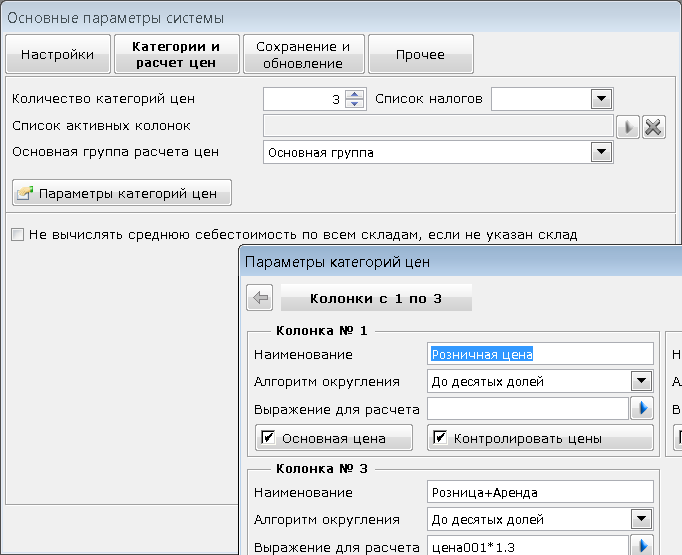 Основные параметры системы
Настройки
Категории и
расчет цен
Сохранение и
обновление
Прочее
Количество категорий цен 3 Список налогов
Список активных колонок
Основная группа расчета цен Основная группа
Параметры категорий цен
Не вычислять среднюю себестоимость по всем складам, если не указан склад
Параметры категорий цен
Колонки с 1 по 3
Колонка № 1
Наименование Розничная цена
Алгоритм округления До десятых долей
Выражение для расчета
Основная цена Контролировать цены
Колонка № 3
Наименование Розница+Аренда
Алгоритм округления До десятых долей
Выражение для расчета цена001*1.3